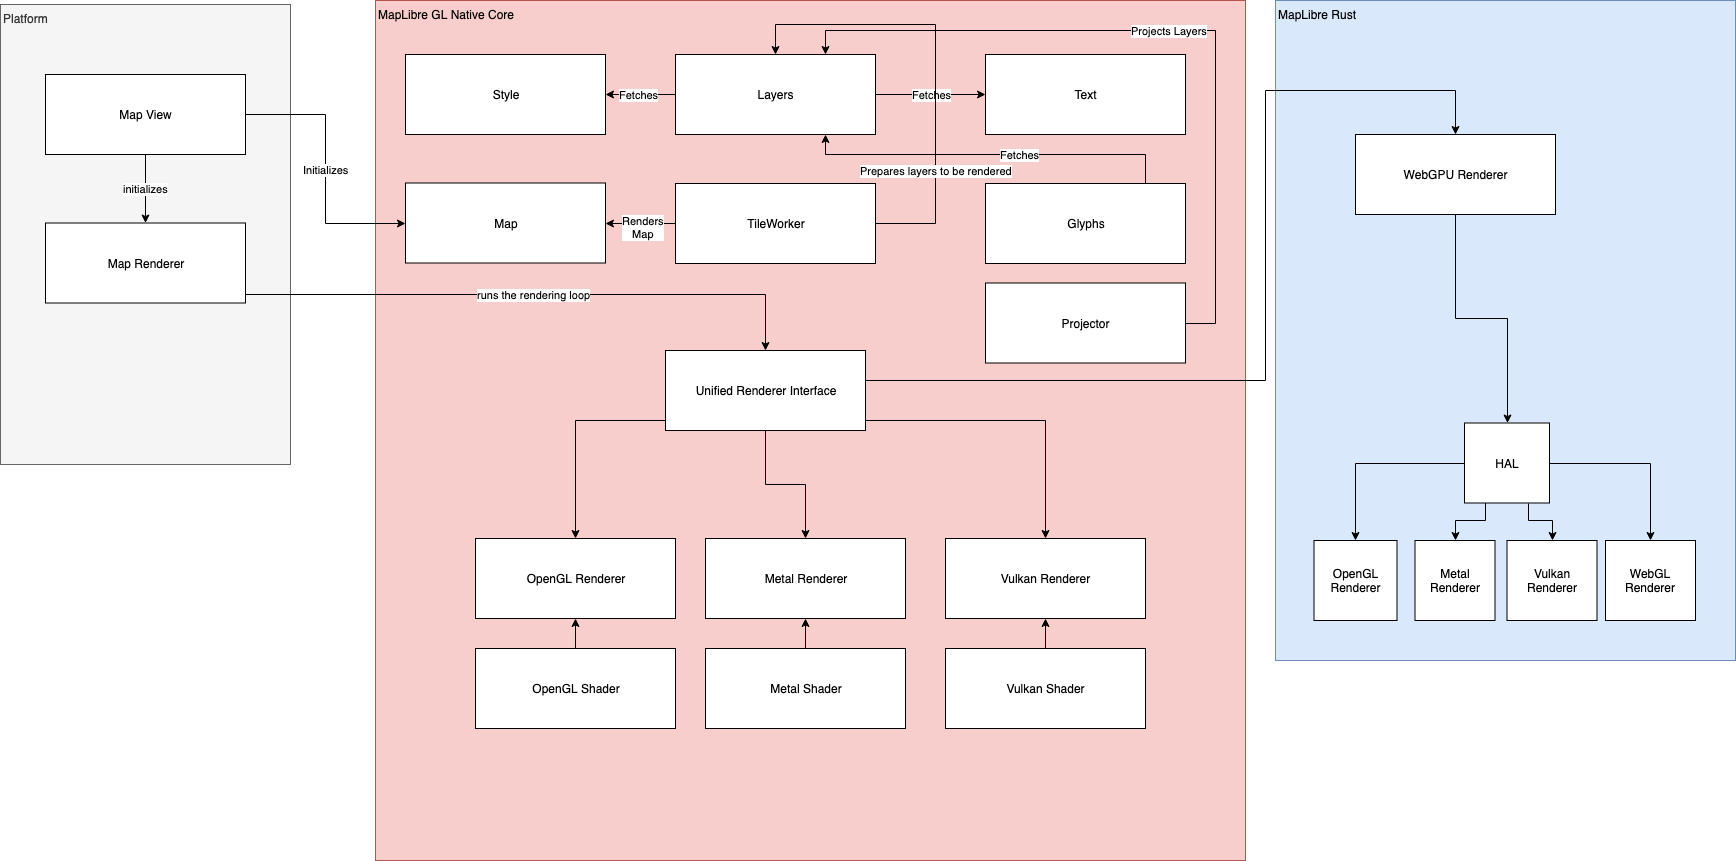 Platform
Map View
initializes
Initializes
Map Renderer
runs the rendering loop
MapLibre GL Native Core
Projects Layers
Style
Fetches
Layers
Fetches
Text
Fetches
Prepares layers to be rendered
Map
Renders
Map
TileWorker
Glyphs
Projector
Unified Renderer Interface
OpenGL Renderer
Metal Renderer
Vulkan Renderer
OpenGL Shader
Metal Shader
Vulkan Shader
MapLibre Rust
WebGPU Renderer
HAL
OpenGL
Renderer
Metal
Renderer
Vulkan
Renderer
WebGL
Renderer